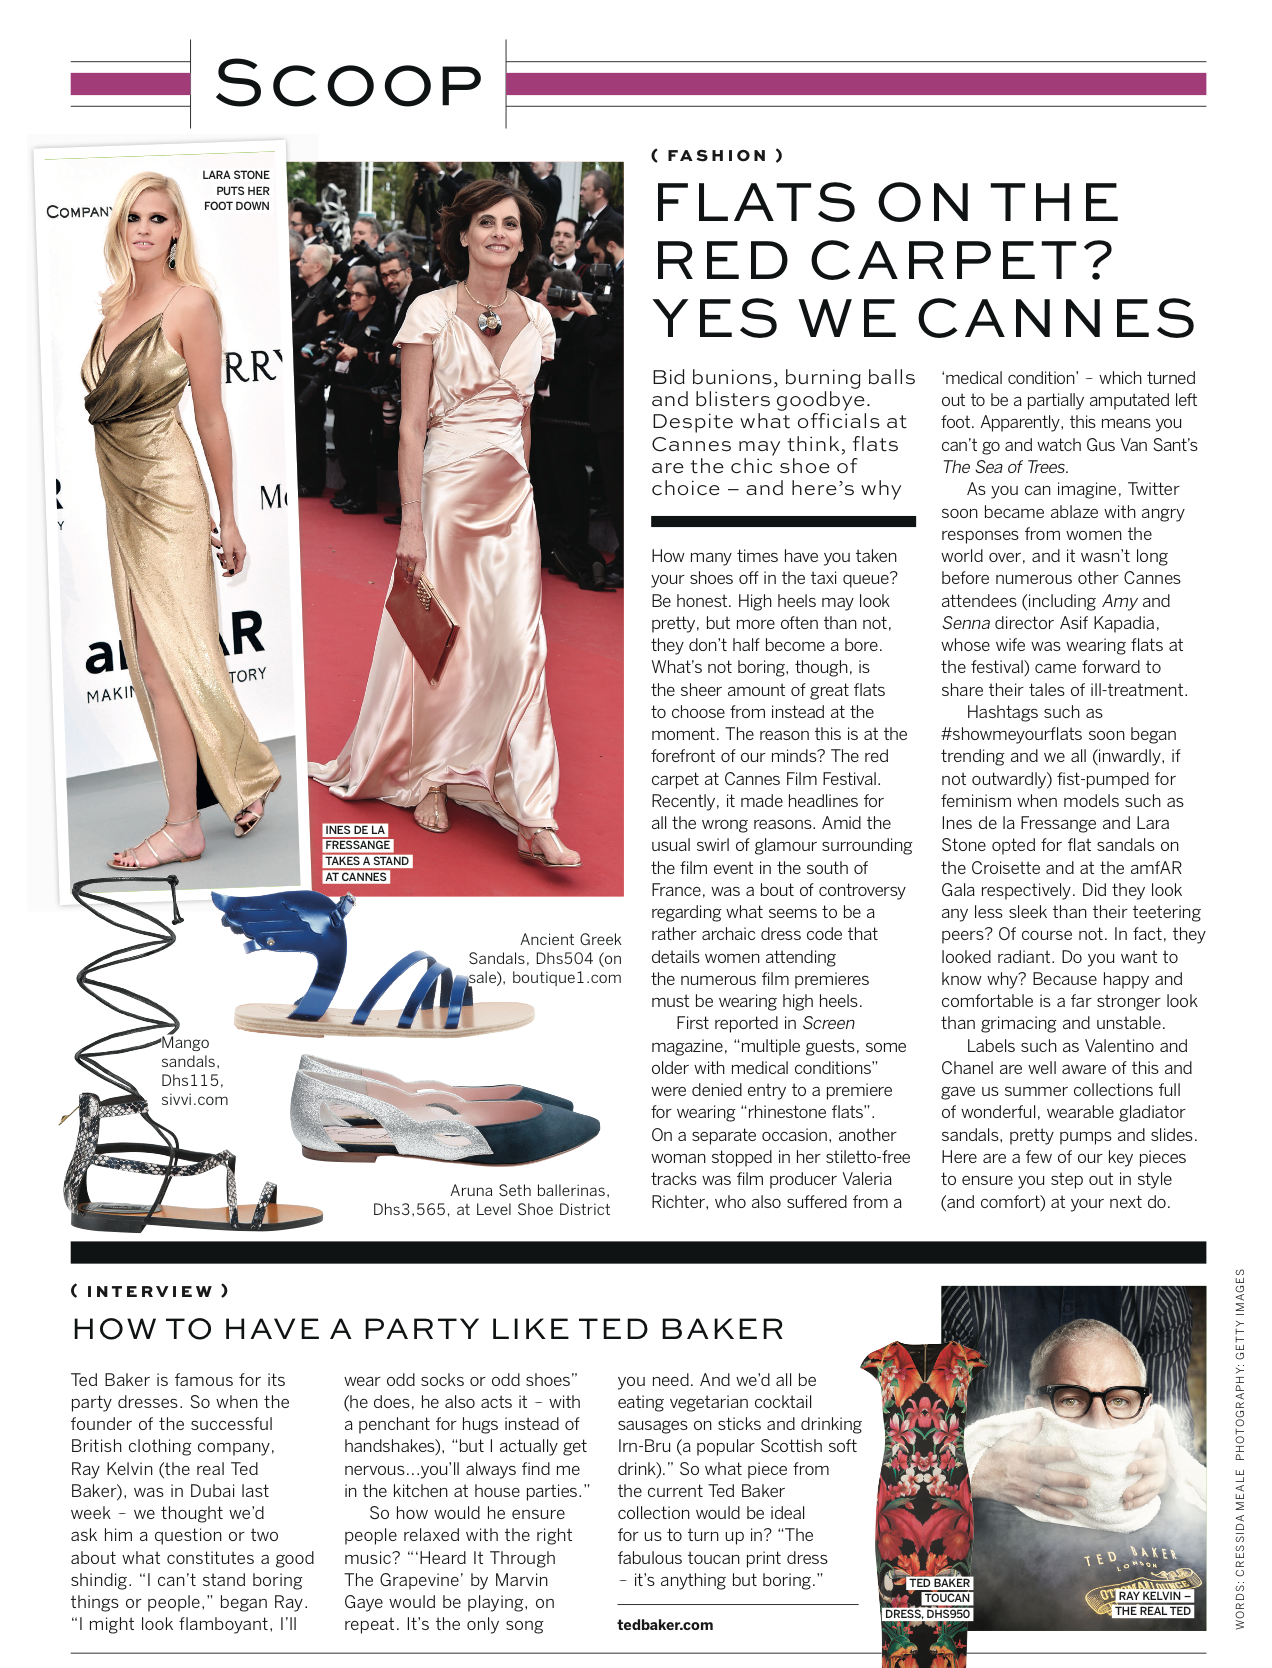 SCOOP
LARA STONE
PUTS HER
FOOT DOWN
COMPANY
RRY
MAKIN
TORY
INES DE LA
FRESSANGE
TAKES A STAND
AT CANNES
Ancient Greek
Sandals, Dhs504 (on
sale), boutique1.com
Mango
sandals,
Dhs115,
sivvi.com
Aruna Seth ballerinas,
Dhs3,565, at Level Shoe District
( FASHION )
FLATS ON THE
RED CARPET?
YES WE CANNES
Bid bunions, burning balls
and blisters goodbye.
Despite what officials at
Cannes may think, flats
are the chic shoe of
choice – and here's why
How many times have you taken
your shoes off in the taxi queue?
Be honest. High heels may look
pretty, but more often than not,
they don't half become a bore.
What's not boring, though, is
the sheer amount of great flats
to choose from instead at the
moment. The reason this is at the
forefront of our minds? The red
carpet at Cannes Film Festival.
Recently, it made headlines for
all the wrong reasons. Amid the
usual swirl of glamour surrounding
the film event in the south of
France, was a bout of controversy
regarding what seems to be a
rather archaic dress code that
details women attending
the numerous film premieres
must be wearing high heels.
First reported in Screen
magazine, “multiple guests, some
older with medical conditions”
were denied entry to a premiere
for wearing “rhinestone flats”.
On a separate occasion, another
woman stopped in her stiletto-free
tracks was film producer Valeria
Richter, who also suffered from a
‘medical condition’ – which turned
out to be a partially amputated left
foot. Apparently, this means you
can't go and watch Gus Van Sant's
The Sea of Trees.
As you can imagine, Twitter
soon became ablaze with angry
responses from women the
world over, and it wasn't long
before numerous other Cannes
attendees (including Amy and
Senna director Asif Kapadia,
whose wife was wearing flats at
the festival) came forward to
share their tales of ill-treatment.
Hashtags such as
#showmeyourflats soon began
trending and we all (inwardly, if
not outwardly) fist-pumped for
feminism when models such as
Ines de la Fressange and Lara
Stone opted for flat sandals on
the Croisette and at the amfAR
Gala respectively. Did they look
any less sleek than their teetering
peers? Of course not. In fact, they
looked radiant. Do you want to
know why? Because happy and
comfortable is a far stronger look
than grimacing and unstable.
Labels such as Valentino and
Chanel are well aware of this and
gave us summer collections full
of wonderful, wearable gladiator
sandals, pretty pumps and slides.
Here are a few of our key pieces
to ensure you step out in style
(and comfort) at your next do.
( INTERVIEW )
HOW TO HAVE A PARTY LIKE TED BAKER
Ted Baker is famous for its
party dresses. So when the
founder of the successful
British clothing company,
Ray Kelvin (the real Ted
Baker), was in Dubai last
week – we thought we'd
ask him a question or two
about what constitutes a good
shindig. “I can't stand boring
things or people,” began Ray.
“I might look flamboyant, I'll
wear odd socks or odd shoes”
(he does, he also acts it – with
a penchant for hugs instead of
handshakes), “but I actually get
nervous...you'll always find me
in the kitchen at house parties.”
So how would he ensure
people relaxed with the right
music? “‘Heard It Through
The Grapevine’ by Marvin
Gaye would be playing, on
repeat. It's the only song
you need. And we'd all be
eating vegetarian cocktail
sausages on sticks and drinking
Irn-Bru (a popular Scottish soft
drink).” So what piece from
the current Ted Baker
collection would be ideal
for us to turn up in? “The
fabulous toucan print dress
– it's anything but boring.”
tedbaker.com
TED BAKER
TOUCAN
DRESS, DHS950
TED BAKER
LONDON
RAY KELVIN –
THE REAL TED
WORDS: CRESSIDA MEALE PHOTOGRAPHY: GETTY IMAGES